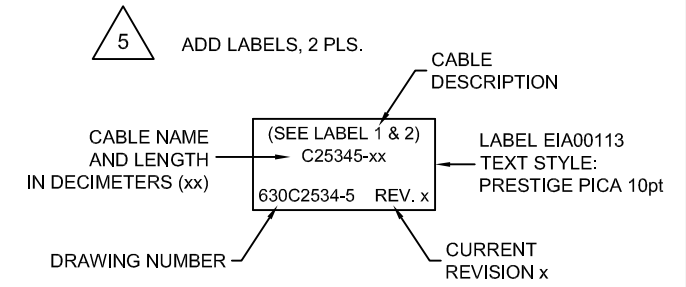 5 ADD LABELS, 2 PLS.
CABLE
DESCRIPTION
CABLE NAME
AND LENGTH
IN DECIMETERS (xx)
(SEE LABEL 1 & 2)
C25345-xx
630C2534-5 REV. x
LABEL EIA00113
TEXT STYLE:
PRESTIGE PICA 10pt
DRAWING NUMBER
CURRENT
REVISION x